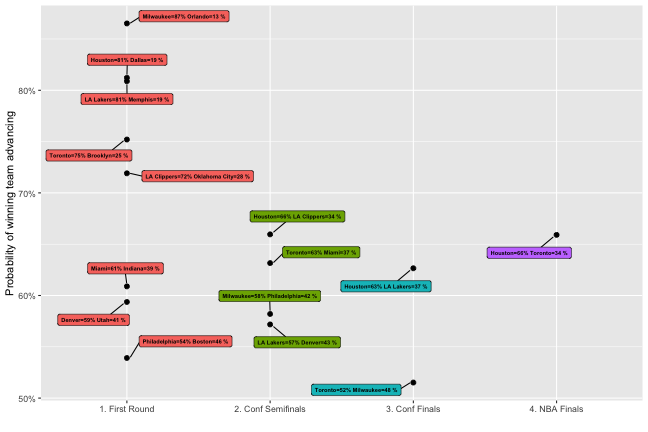 Milwaukee=87% Orlando=13 %
Houston=81% Dallas=19 %
LA Lakers=81% Memphis=19 %
80%
Toronto=75% Brooklyn=25 %
LA Clippers=72% Oklahoma City=28 %
70%
Houston=66% LA Clippers=34 %
Toronto=63% Miami=37 %
Houston=66% Toronto=34 %
Miami=61% Indiana=39 %
Houston=63% LA Lakers=37 %
Milwaukee=58% Philadelphia=42 %
60%
Denver=59% Utah=41 %
Philadelphia=54% Boston=46 %
LA Lakers=57% Denver=43 %
Toronto=52% Milwaukee=48 %
50%
Probability of winning team advancing
1. First Round
2. Conf Semifinals
3. Conf Finals
4. NBA Finals